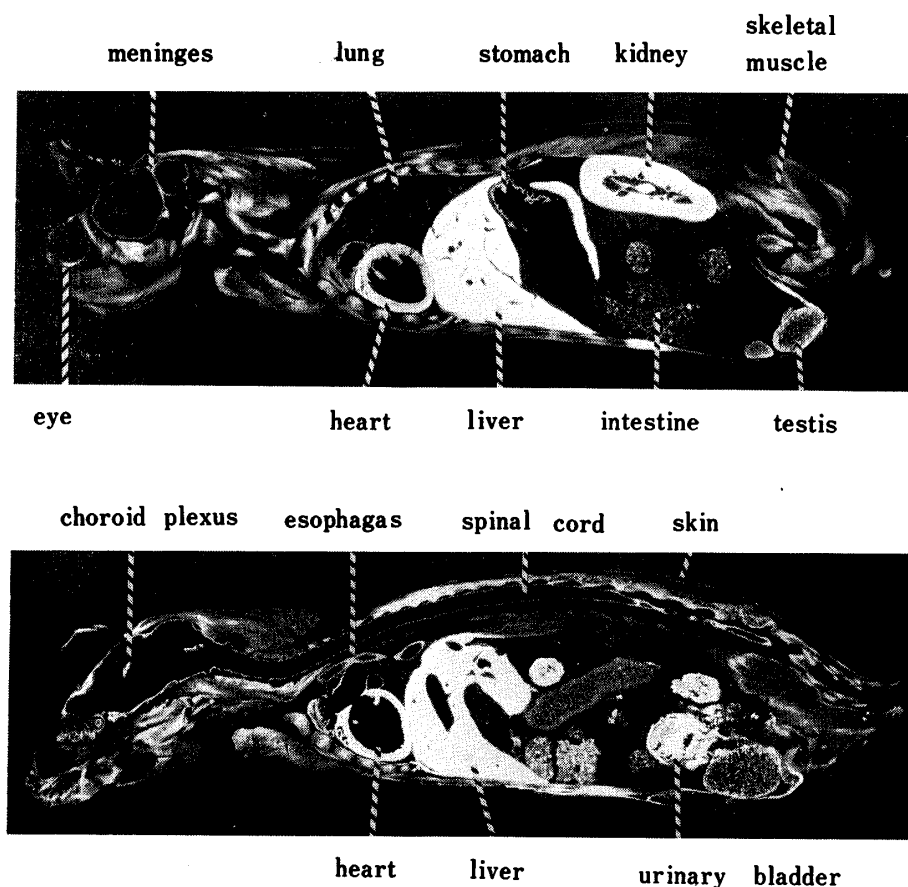 meninges lung stomach kidney skeletal
muscle
eye heart liver intestine testis
choroid plexus esophagas spinal cord skin
heart liver urinary bladder